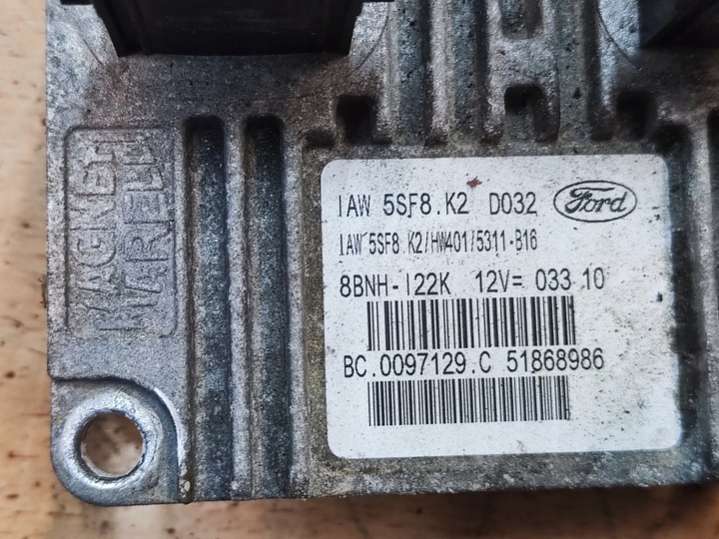 MAGNETI
MARELLI
IAW 5SF8.K2 D032 Ford
IAW 5SF8.K2/HW401/5311-B16
8BNH-I22K 12V= 033 10
BC.0097129.C 51868986